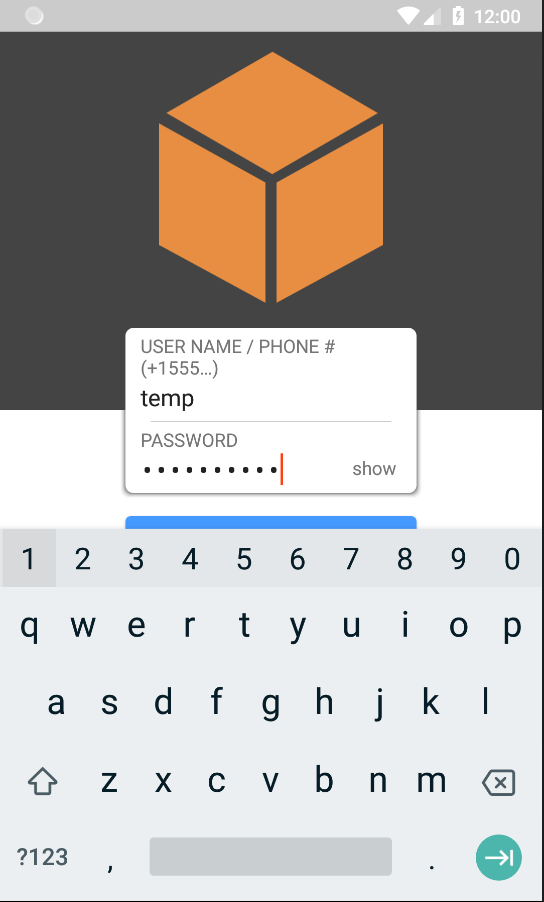 12:00
USER NAME / PHONE #
(+1555...)
temp
PASSWORD
•••••••••• show
1 2 3 4 5 6 7 8 9 0
q w e r t y u i o p
a s d f g h j k l
z x c v b n m
?123 , .